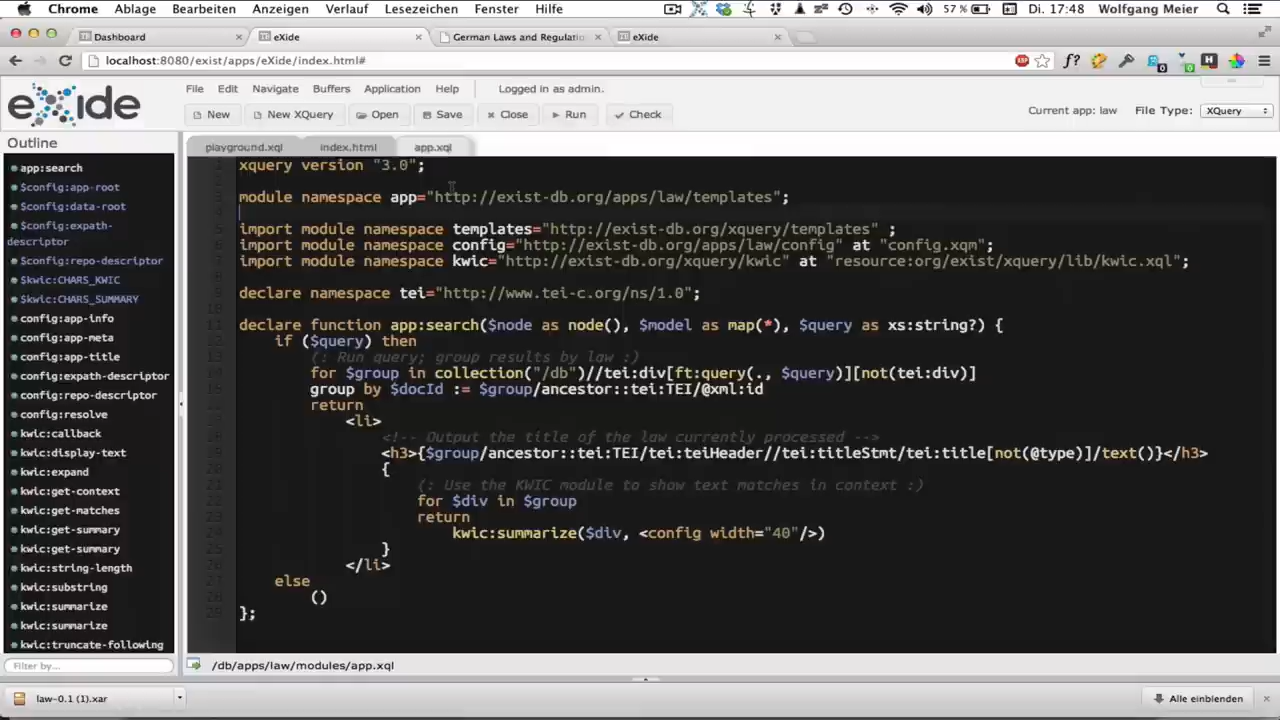 Chrome Ablage Bearbeiten Anzeigen Verlauf Lesezeichen Fenster Hilfe 57 % Di. 17:48 Wolfgang Meier
Dashboard eXide German Laws and Regulatio eXide
localhost:8080/exist/apps/eXide/index.html#
eXide
File Edit Navigate Buffers Application Help Logged in as admin.
New New XQuery Open Save Close Run Check
Current app: law File Type: XQuery
Outline
app:search
$config:app-root
$config:data-root
$config:expath-
descriptor
$config:repo-descriptor
$kwic:CHARS_KWIC
$kwic:CHARS_SUMMARY
config:app-info
config:app-meta
config:app-title
config:expath-descriptor
config:repo-descriptor
config:resolve
kwic:callback
kwic:display-text
kwic:expand
kwic:get-context
kwic:get-matches
kwic:get-summary
kwic:get-summary
kwic:string-length
kwic:substring
kwic:summarize
kwic:summarize
kwic:truncate-following
Filter by...
playground.xql index.html app.xql
xquery version "3.0";
module namespace app="http://exist-db.org/apps/law/templates";
import module namespace templates="http://exist-db.org/xquery/templates" ;
import module namespace config="http://exist-db.org/apps/law/config" at "config.xqm";
import module namespace kwic="http://exist-db.org/xquery/kwic" at "resource:org/exist/xquery/lib/kwic.xql";
declare namespace tei="http://www.tei-c.org/ns/1.0";
declare function app:search($node as node(), $model as map(*), $query as xs:string?) {
if ($query) then
(: Run query; group results by law :)
for $group in collection("/db")//tei:div[ft:query(., $query)][not(tei:div)]
group by $docId := $group/ancestor::tei:TEI/@xml:id
return
<li>
<!-- Output the title of the law currently processed -->
<h3>{$group/ancestor::tei:TEI/tei:teiHeader//tei:titleStmt/tei:title[not(@type)]/text()}</h3>
{
(: Use the KWIC module to show text matches in context :)
for $div in $group
return
kwic:summarize($div, <config width="40"/>)
}
</li>
else
()
};
/db/apps/law/modules/app.xql
law-0.1 (1).xar
Alle einblenden